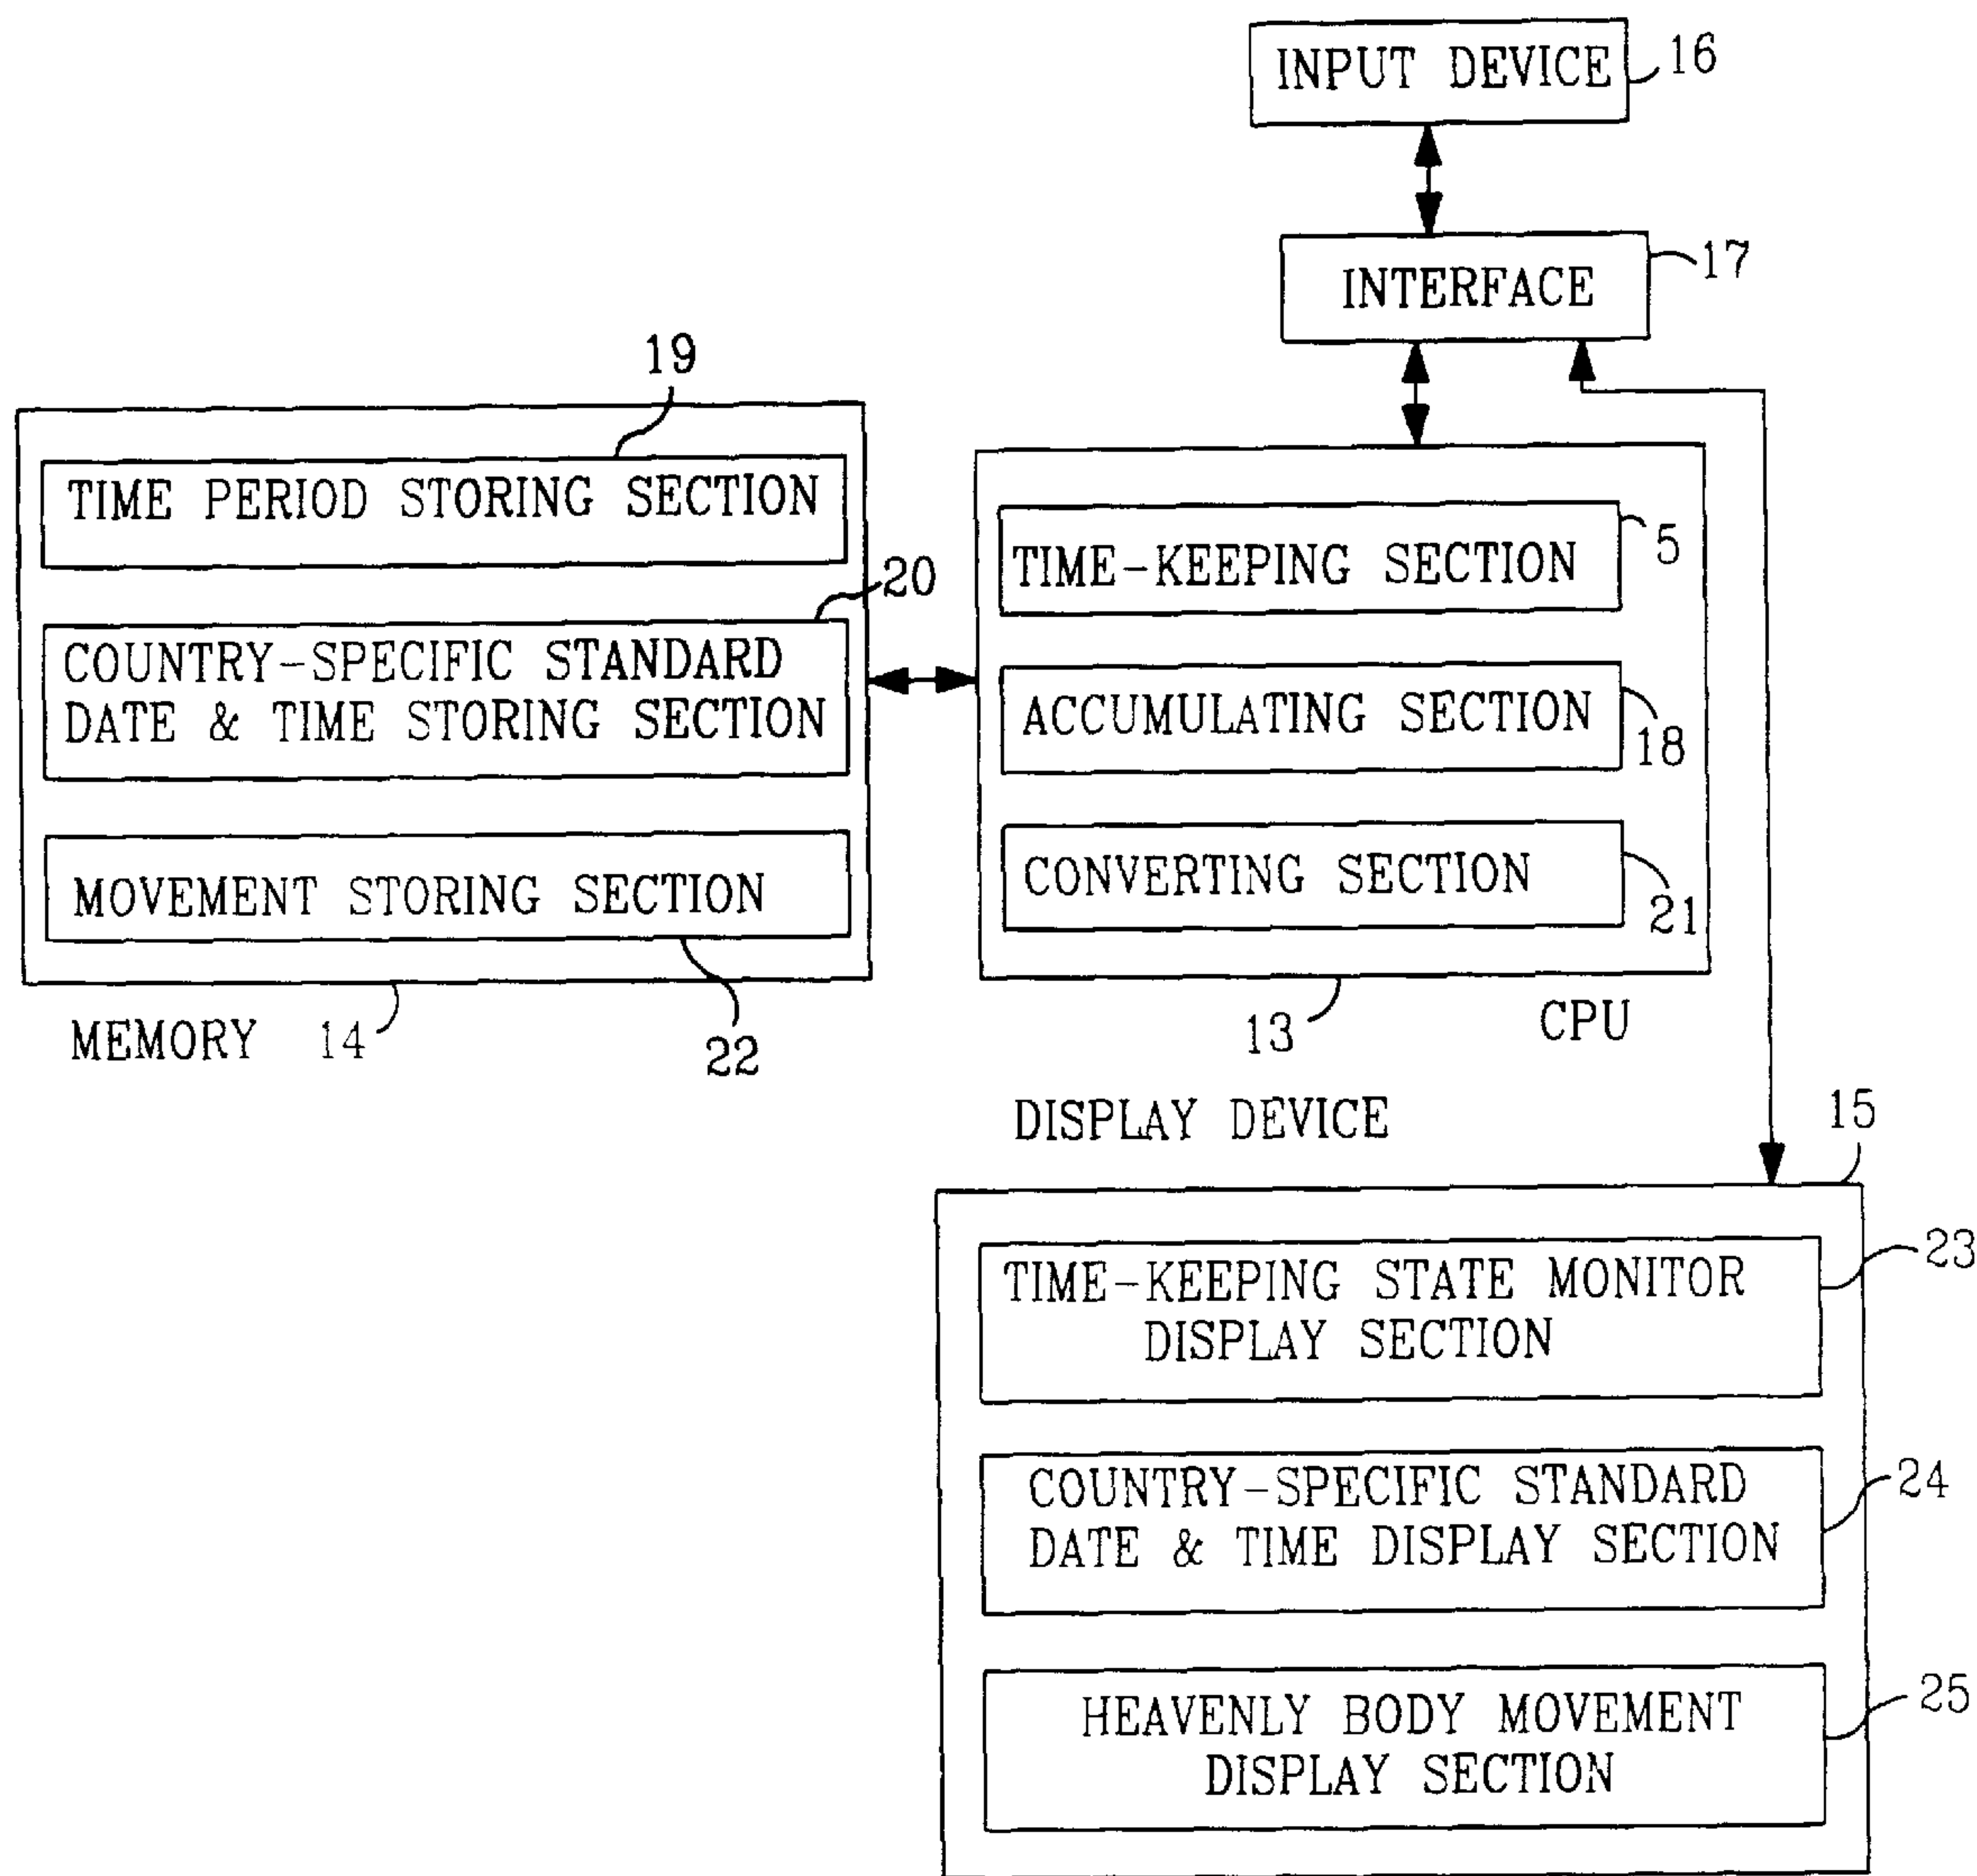 INPUT DEVICE
16
INTERFACE
17
19
TIME PERIOD STORING SECTION
20
COUNTRY-SPECIFIC STANDARD
DATE & TIME STORING SECTION
MOVEMENT STORING SECTION
MEMORY 14
22
TIME-KEEPING SECTION
5
ACCUMULATING SECTION
18
CONVERTING SECTION
21
13
CPU
DISPLAY DEVICE
15
TIME-KEEPING STATE MONITOR
DISPLAY SECTION
23
COUNTRY-SPECIFIC STANDARD
DATE & TIME DISPLAY SECTION
24
HEAVENLY BODY MOVEMENT
DISPLAY SECTION
25